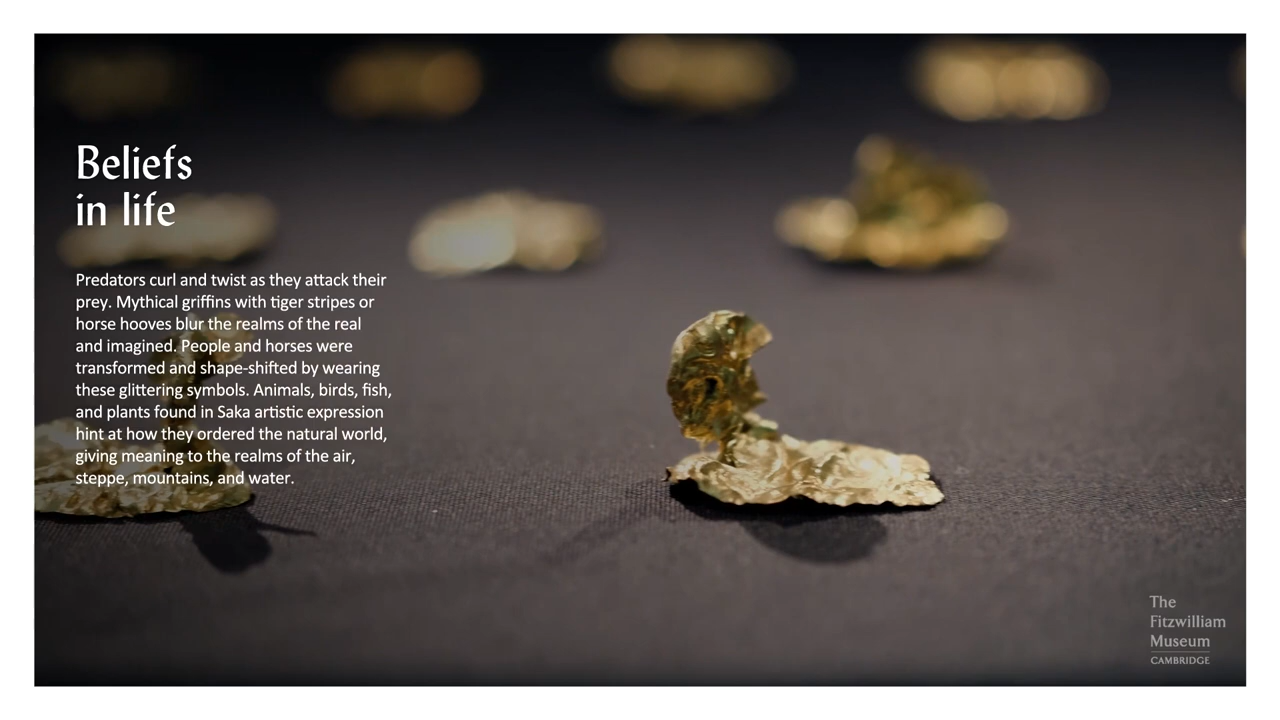 Beliefs
in life
Predators curl and twist as they attack their
prey. Mythical griffins with tiger stripes or
horse hooves blur the realms of the real
and imagined. People and horses were
transformed and shape-shifted by wearing
these glittering symbols. Animals, birds, fish,
and plants found in Saka artistic expression
hint at how they ordered the natural world,
giving meaning to the realms of the air,
steppe, mountains, and water.
The
Fitzwilliam
Museum
CAMBRIDGE